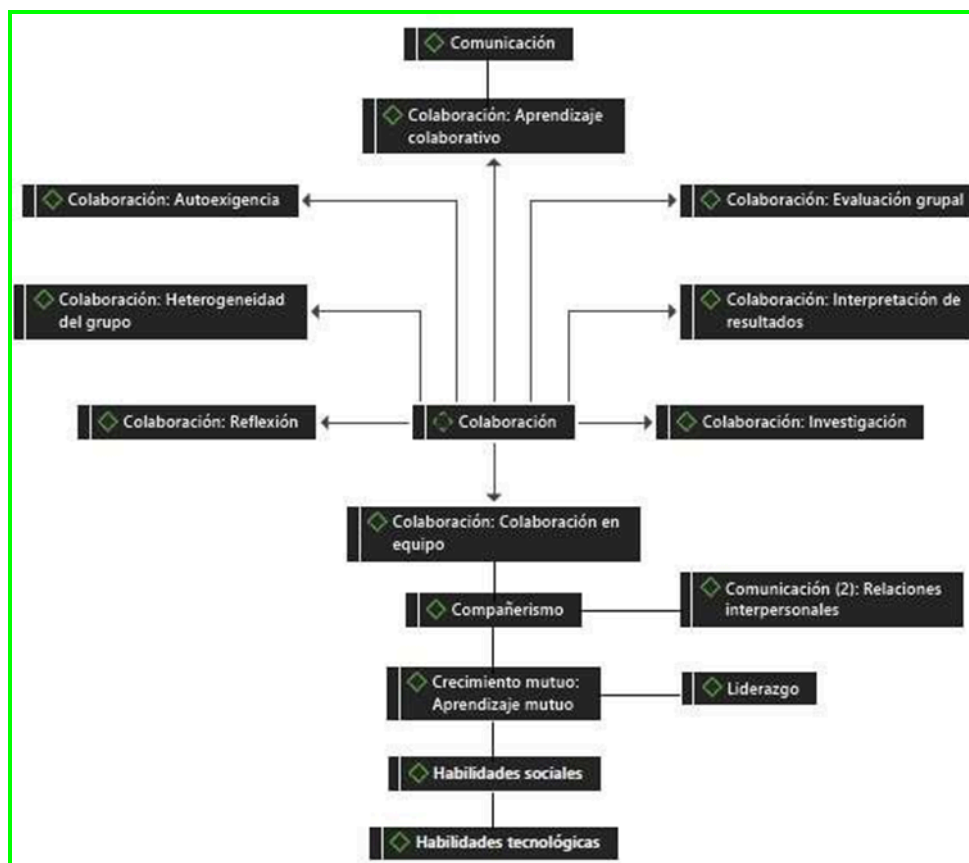 Comunicación
Colaboración: Aprendizaje
colaborativo
Colaboración: Autoexigencia
Colaboración: Evaluación grupal
Colaboración: Heterogeneidad
del grupo
Colaboración: Interpretación de
resultados
Colaboración: Reflexión
Colaboración
Colaboración: Investigación
Colaboración: Colaboración en
equipo
Compañerismo
Comunicación (2): Relaciones
interpersonales
Crecimiento mutuo:
Aprendizaje mutuo
Liderazgo
Habilidades sociales
Habilidades tecnológicas